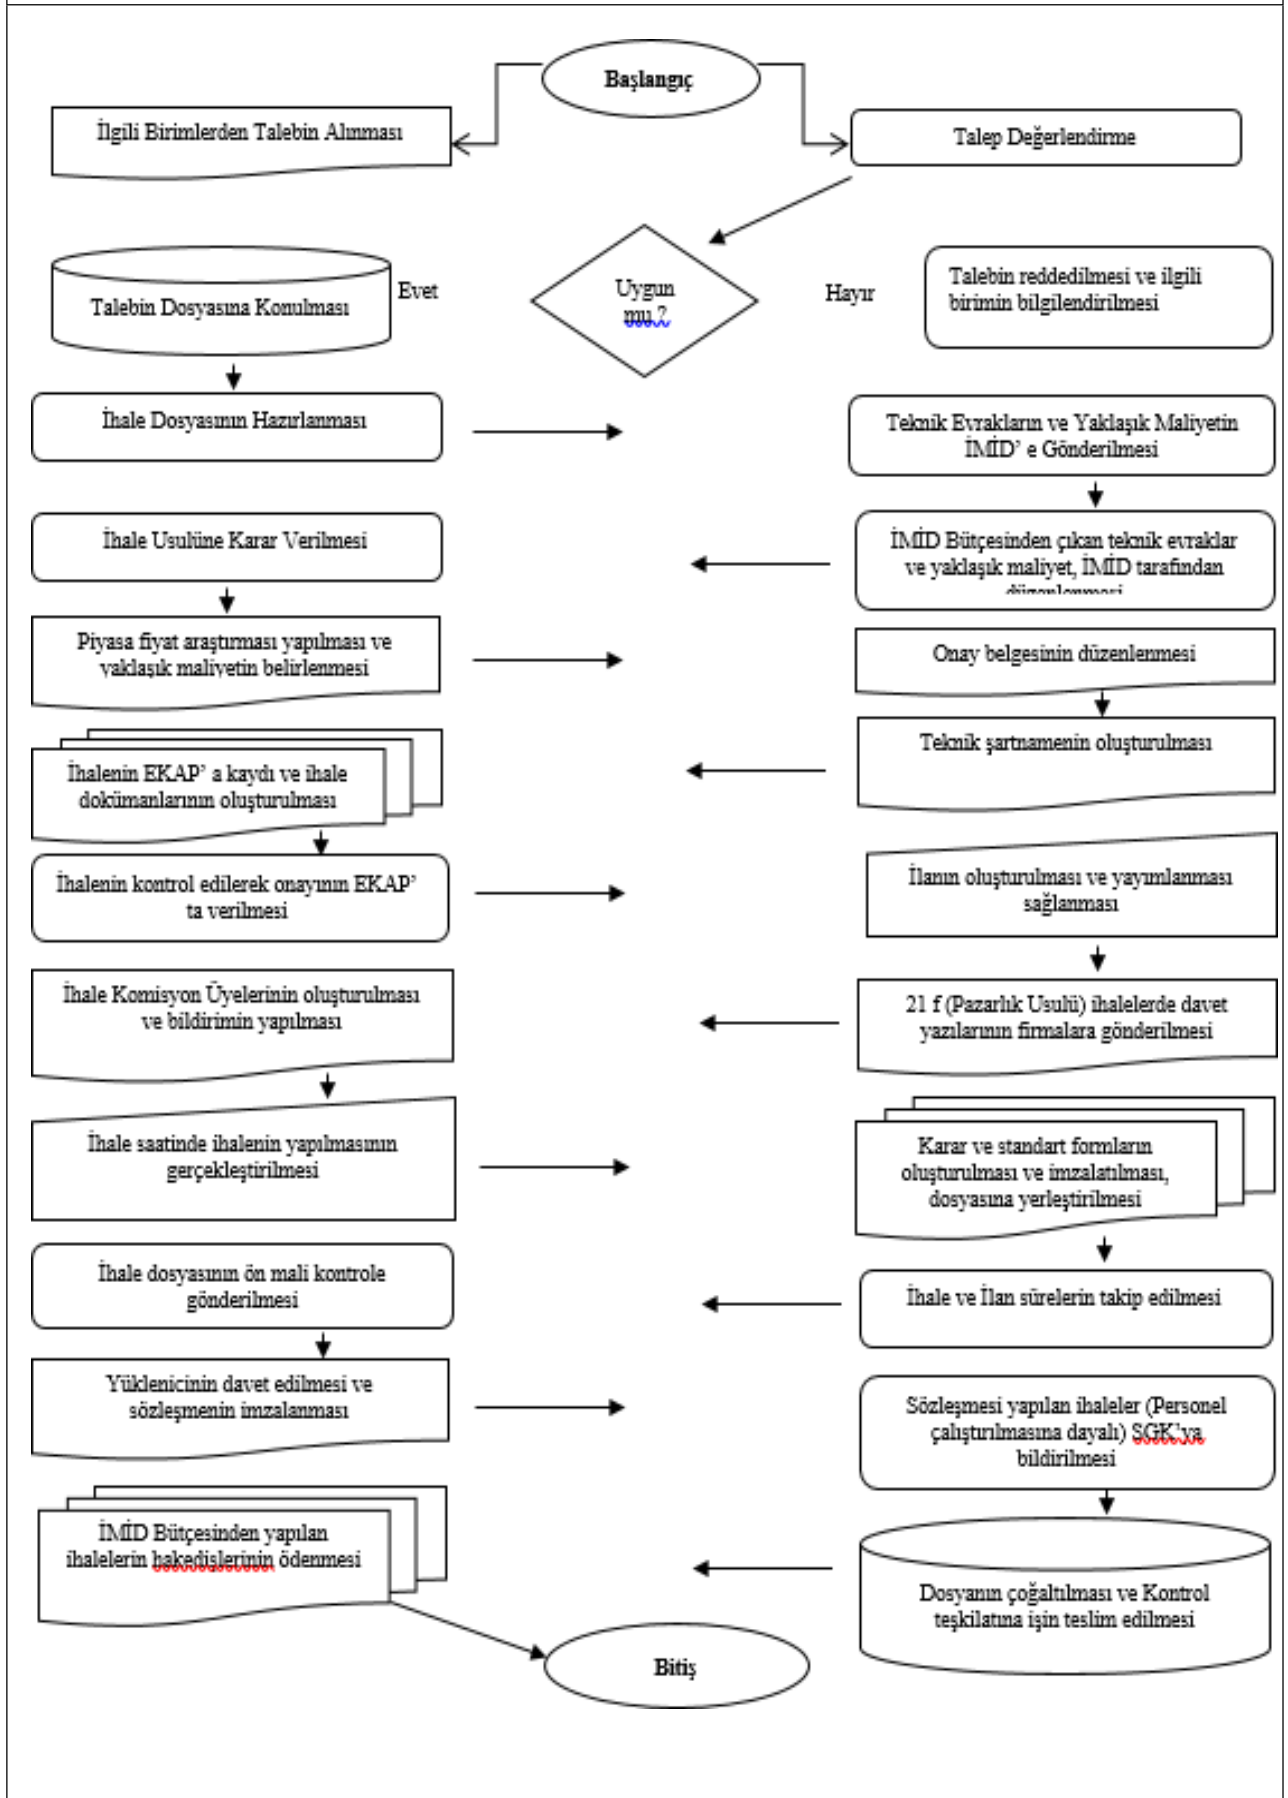 Başlangıç
İlgili Birimlerden Talebin Alınması
Talep Değerlendirme
Talebin Dosyasına Konulması
Evet
Uygun
mu ?
Hayır
Talebin reddedilmesi ve ilgili
birimin bilgilendirilmesi
İhale Dosyasının Hazırlanması
Teknik Evrakların ve Yaklaşık Maliyetin
İMİD’ e Gönderilmesi
İhale Usulüne Karar Verilmesi
İMİD Bütçesinden çıkan teknik evraklar
ve yaklaşık maliyet, İMİD tarafından
düzenlenmesi
Piyasa fiyat araştırması yapılması ve
yaklaşık maliyetin belirlenmesi
Onay belgesinin düzenlenmesi
Teknik şartnamenin oluşturulması
İhalenin EKAP’ a kaydı ve ihale
dokümanlarının oluşturulması
İhalenin kontrol edilerek onayının EKAP’
ta verilmesi
İlanın oluşturulması ve yayımlanması
sağlanması
İhale Komisyon Üyelerinin oluşturulması
ve bildirimin yapılması
21 f (Pazarlık Usulü) ihalelerde davet
yazılarının firmalara gönderilmesi
İhale saatinde ihalenin yapılmasının
gerçekleştirilmesi
Karar ve standart formların
oluşturulması ve imzalatılması,
dosyasına yerleştirilmesi
İhale dosyasının ön mali kontrole
gönderilmesi
İhale ve İlan sürelerin takip edilmesi
Yüklenicinin davet edilmesi ve
sözleşmenin imzalanması
Sözleşmesi yapılan ihaleler (Personel
çalıştırılmasına dayalı) SGK’ya
bildirilmesi
İMİD Bütçesinden yapılan
ihalelerin hakedişlerinin ödenmesi
Dosyanın çoğaltılması ve Kontrol
teşkilatına işin teslim edilmesi
Bitiş